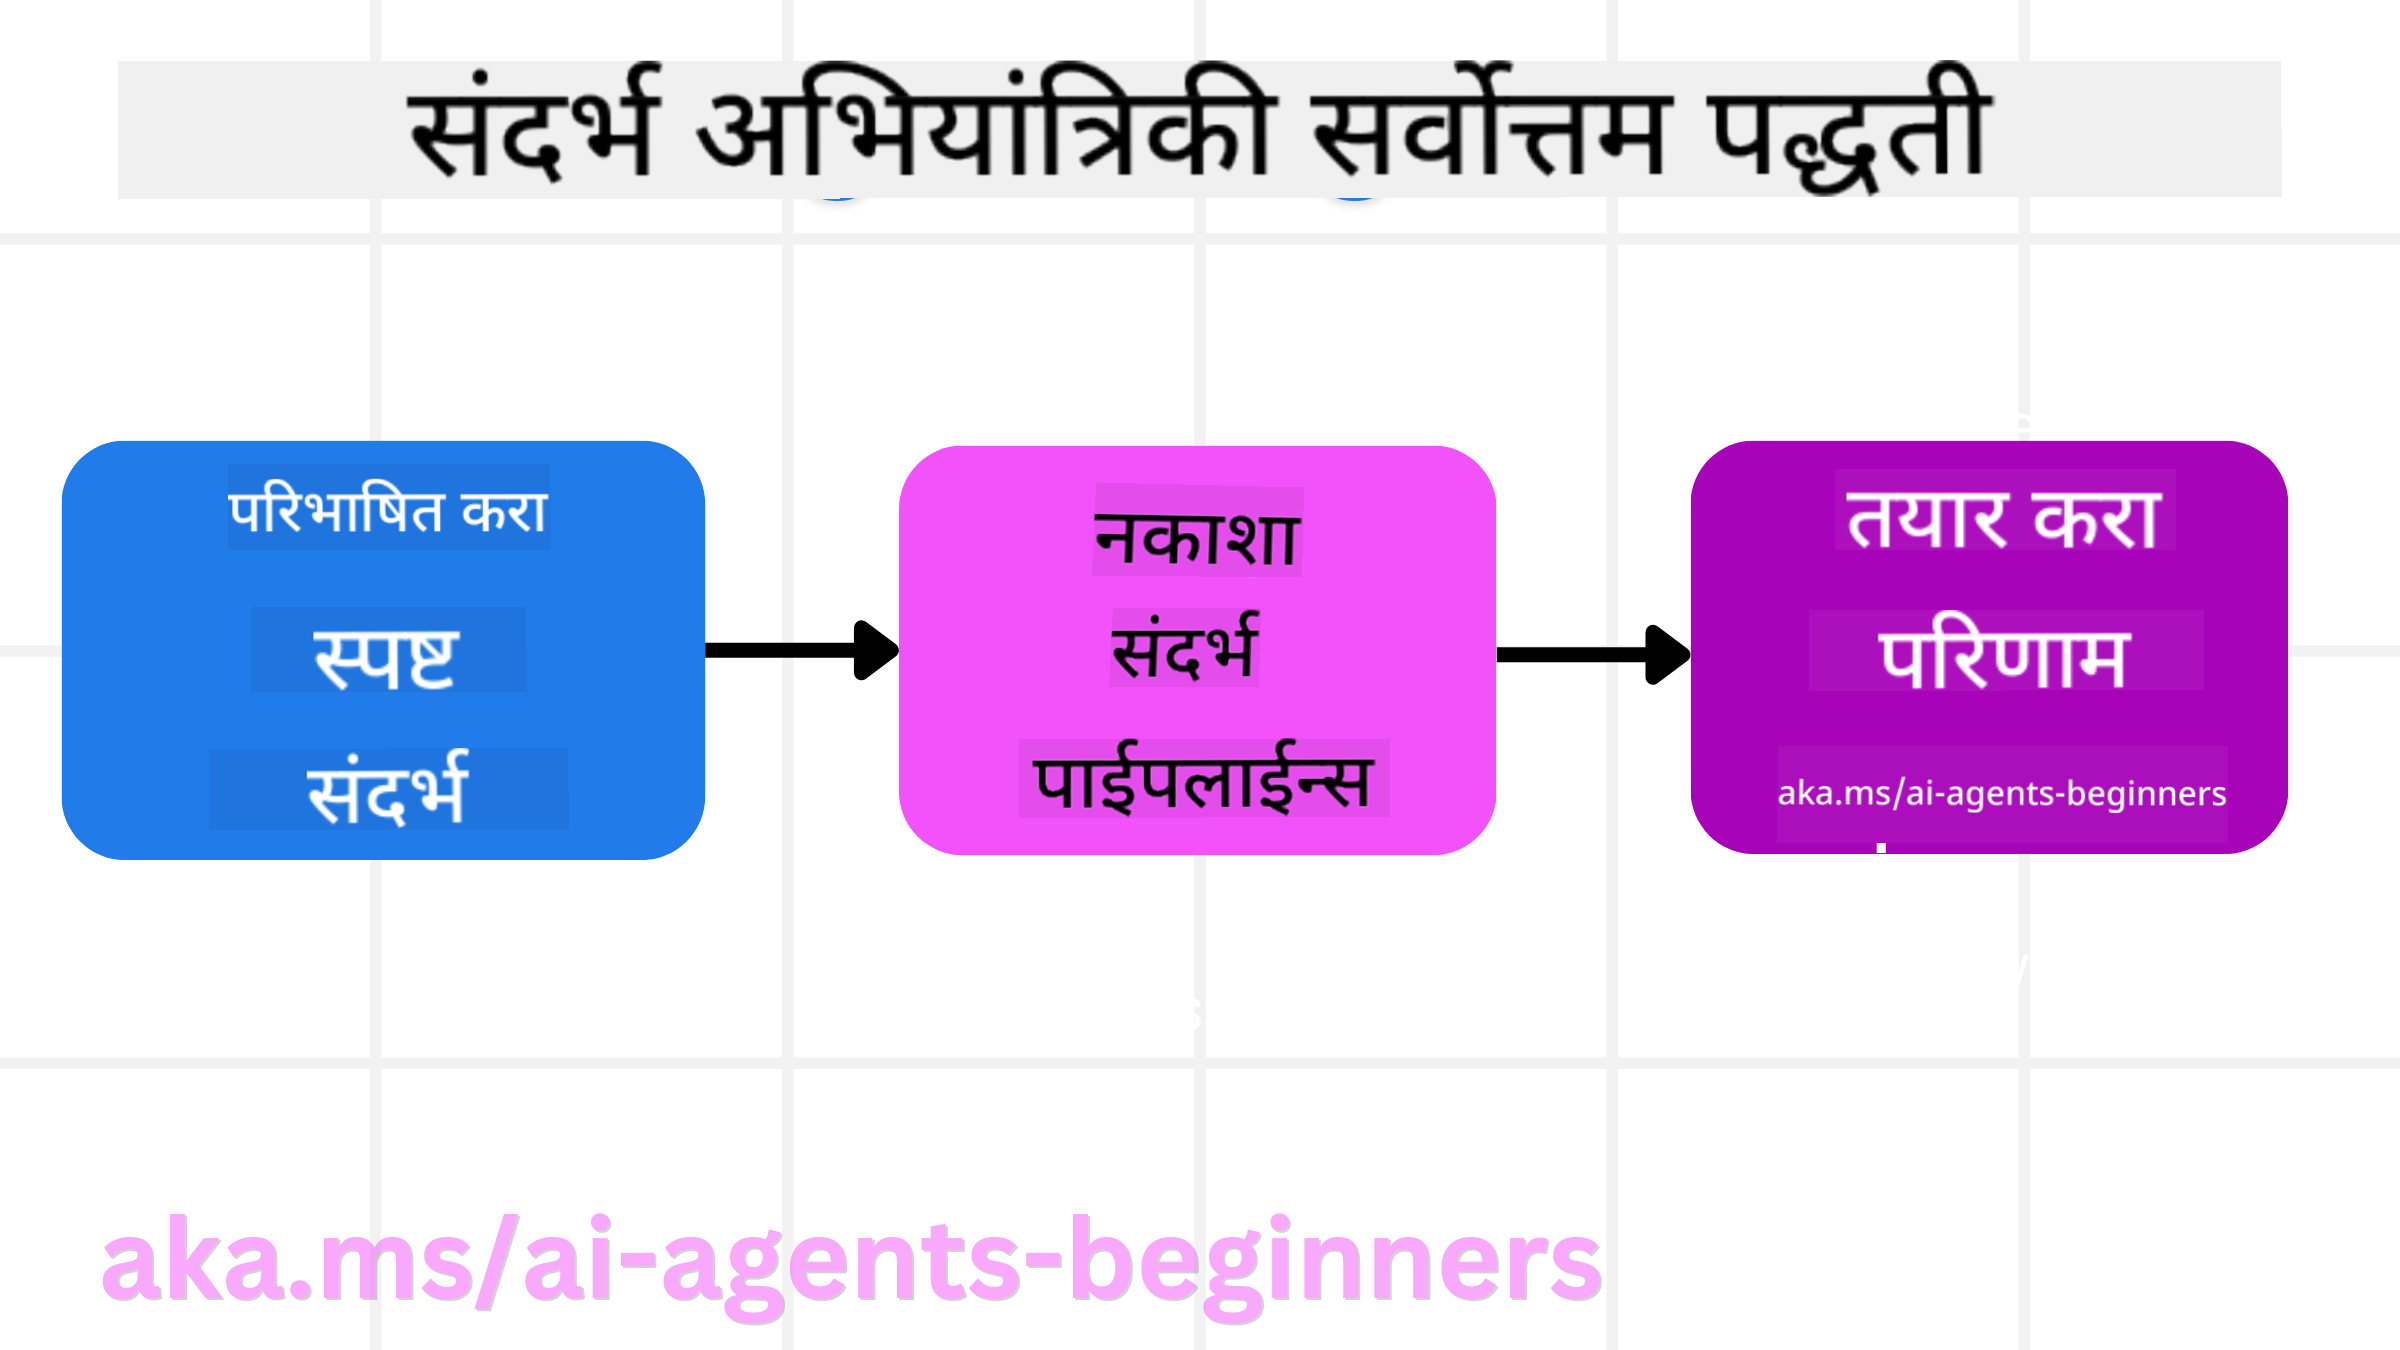 संदर्भ अभियांत्रिकी सर्वोत्तम पद्धती
परिभाषित करा
स्पष्ट
संदर्भ
नकाशा
संदर्भ
पाईपलाईन्स
तयार करा
परिणाम
aka.ms/ai-agents-beginners
aka.ms/ai-agents-beginners